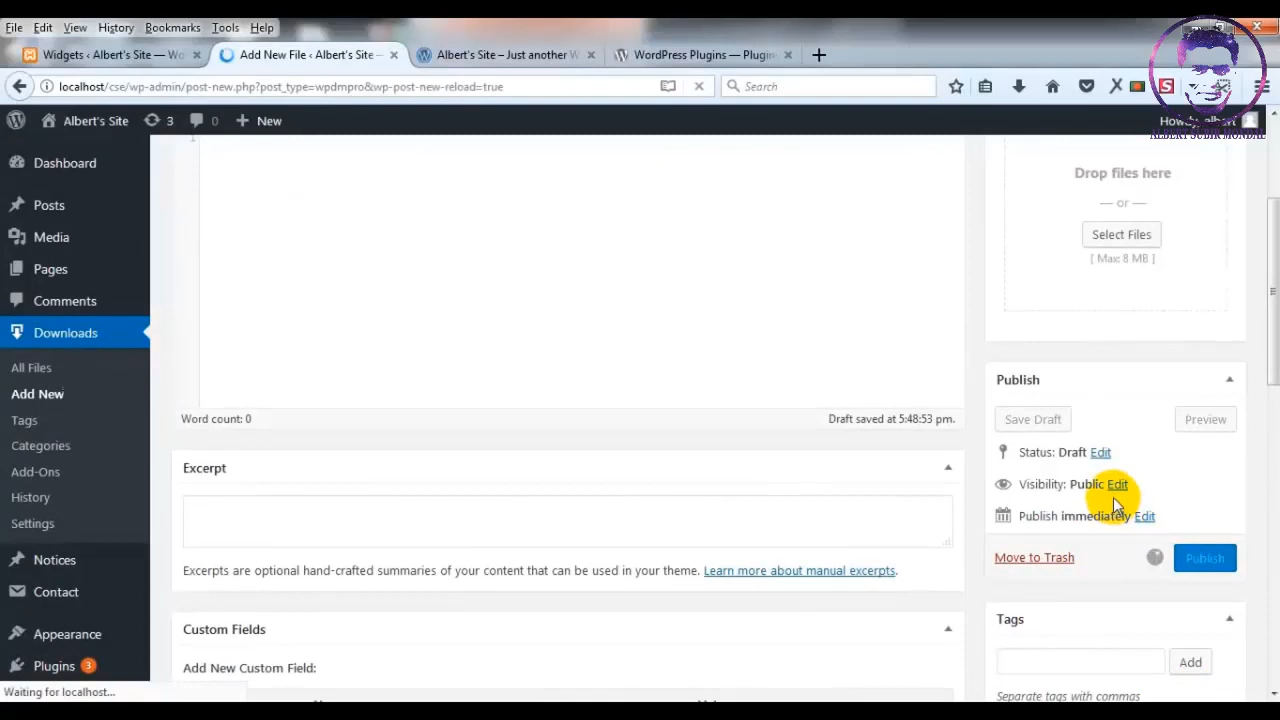 File Edit View History Bookmarks Tools Help
Widgets ‹ Albert's Site — Wo
Add New File ‹ Albert's Site —
Albert's Site – Just another W
WordPress Plugins — Plugin
localhost/cse/wp-admin/post-new.php?post_type=wpdmpro&wp-post-new-reload=true
Search
Albert's Site 3 0 New
Howdy, albert
ALBERT SUBIR MONDAL
Dashboard
Posts
Media
Pages
Comments
Downloads
All Files
Add New
Tags
Categories
Add-Ons
History
Settings
Notices
Contact
Appearance
Plugins 3
Waiting for localhost...
1
Word count: 0
Draft saved at 5:48:53 pm.
Excerpt
Excerpts are optional hand-crafted summaries of your content that can be used in your theme. Learn more about manual excerpts.
Custom Fields
Add New Custom Field:
Drop files here
— or —
Select Files
[ Max: 8 MB ]
Publish
Save Draft
Preview
Status: Draft Edit
Visibility: Public Edit
Publish immediately Edit
Move to Trash
Publish
Tags
Add
Separate tags with commas